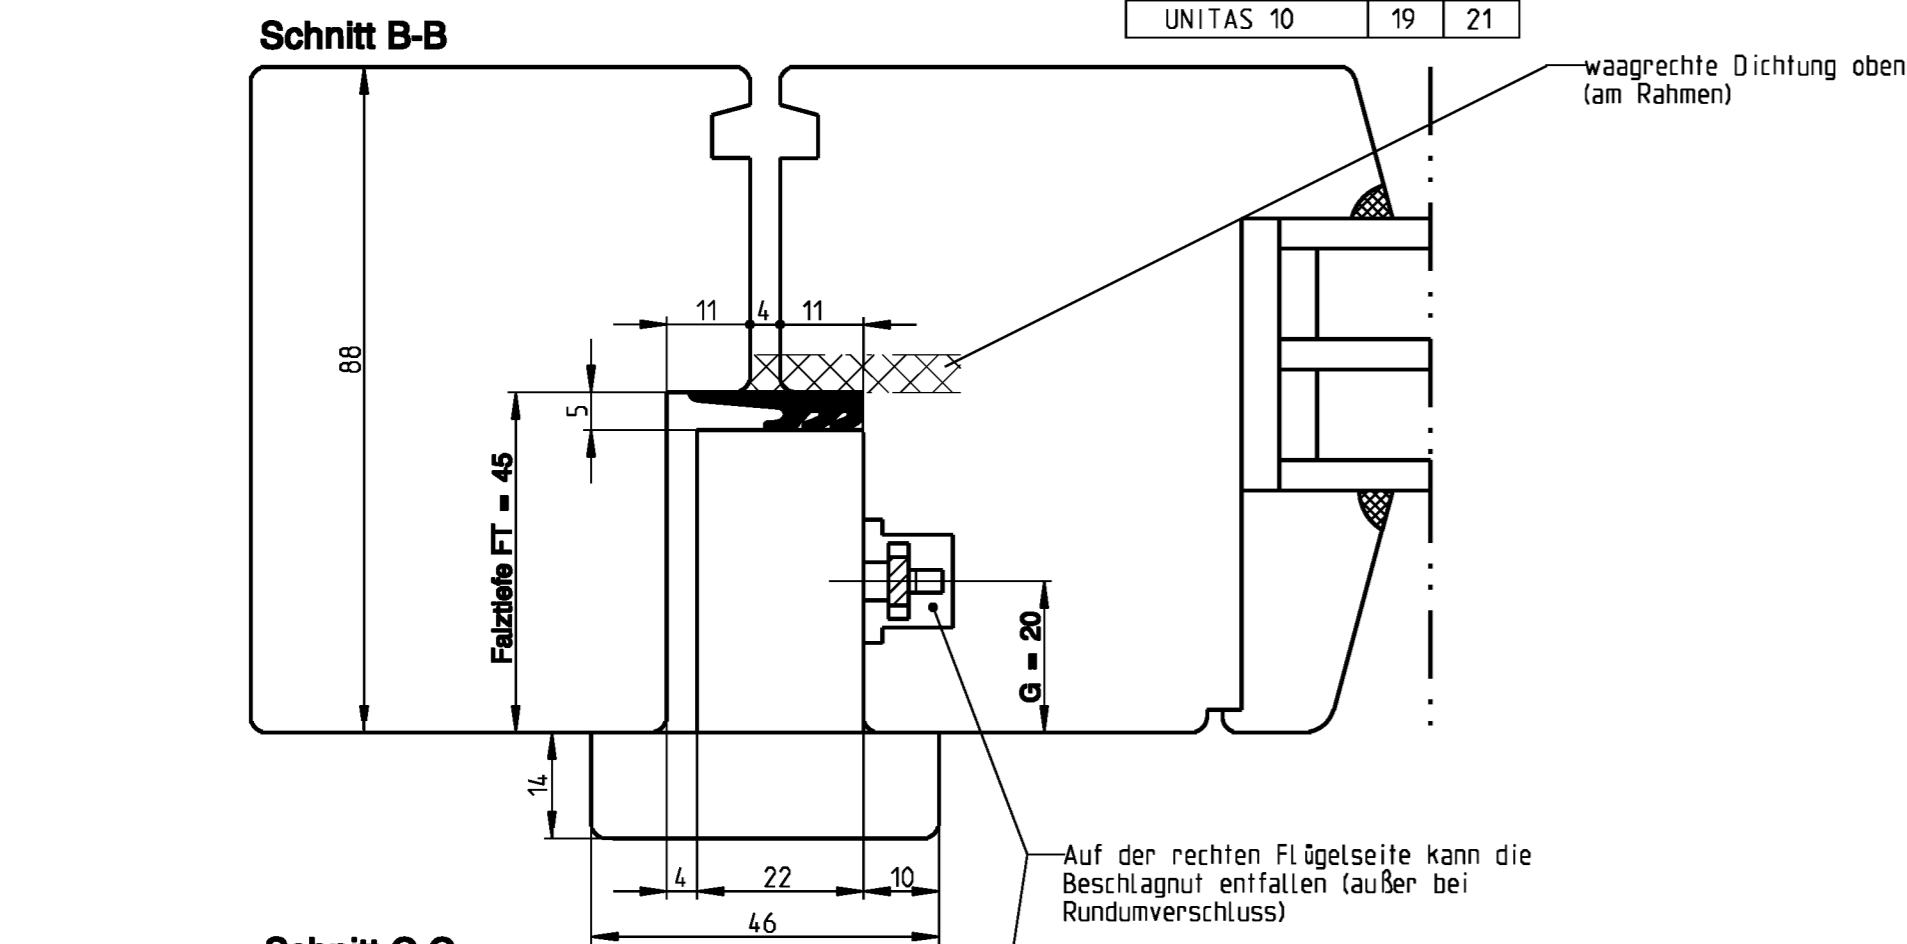 UNITAS 10 19 21
Schnitt B-B
waagrechte Dichtung oben
(am Rahmen)
11 4 11
88
5
Falztiefe FT = 45
G = 20
14
Auf der rechten Flügelseite kann die
Beschlagnut entfallen (außer bei
Rundumverschluss)
4 22 10
46